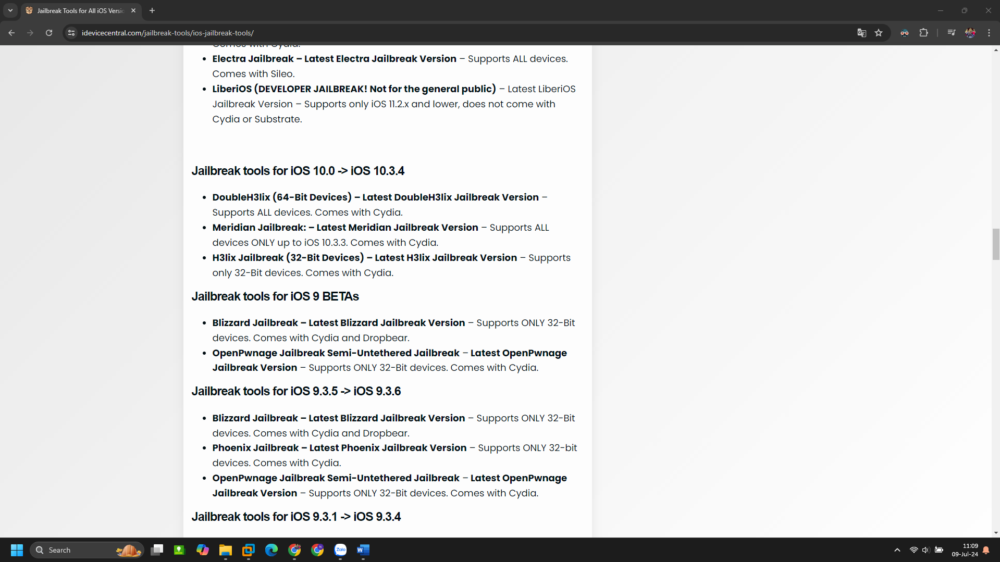 Jailbreak Tools for All iOS Versio
idevicecentral.com/jailbreak-tools/ios-jailbreak-tools/
Comes with Cydia.
Electra Jailbreak – Latest Electra Jailbreak Version – Supports ALL devices.
Comes with Sileo.
LiberiOS (DEVELOPER JAILBREAK! Not for the general public) – Latest LiberiOS
Jailbreak Version – Supports only iOS 11.2.x and lower, does not come with
Cydia or Substrate.
Jailbreak tools for iOS 10.0 -> iOS 10.3.4
DoubleH3lix (64-Bit Devices) – Latest DoubleH3lix Jailbreak Version –
Supports ALL devices. Comes with Cydia.
Meridian Jailbreak: – Latest Meridian Jailbreak Version – Supports ALL
devices ONLY up to iOS 10.3.3. Comes with Cydia.
H3lix Jailbreak (32-Bit Devices) – Latest H3lix Jailbreak Version – Supports
only 32-Bit devices. Comes with Cydia.
Jailbreak tools for iOS 9 BETAs
Blizzard Jailbreak – Latest Blizzard Jailbreak Version – Supports ONLY 32-Bit
devices. Comes with Cydia and Dropbear.
OpenPwnage Jailbreak Semi-Untethered Jailbreak – Latest OpenPwnage
Jailbreak Version – Supports ONLY 32-Bit devices. Comes with Cydia.
Jailbreak tools for iOS 9.3.5 -> iOS 9.3.6
Blizzard Jailbreak – Latest Blizzard Jailbreak Version – Supports ONLY 32-Bit
devices. Comes with Cydia and Dropbear.
Phoenix Jailbreak – Latest Phoenix Jailbreak Version – Supports ONLY 32-bit
devices. Comes with Cydia.
OpenPwnage Jailbreak Semi-Untethered Jailbreak – Latest OpenPwnage
Jailbreak Version – Supports ONLY 32-Bit devices. Comes with Cydia.
Jailbreak tools for iOS 9.3.1 -> iOS 9.3.4
Search
Zalo
11:09
09-Jul-24